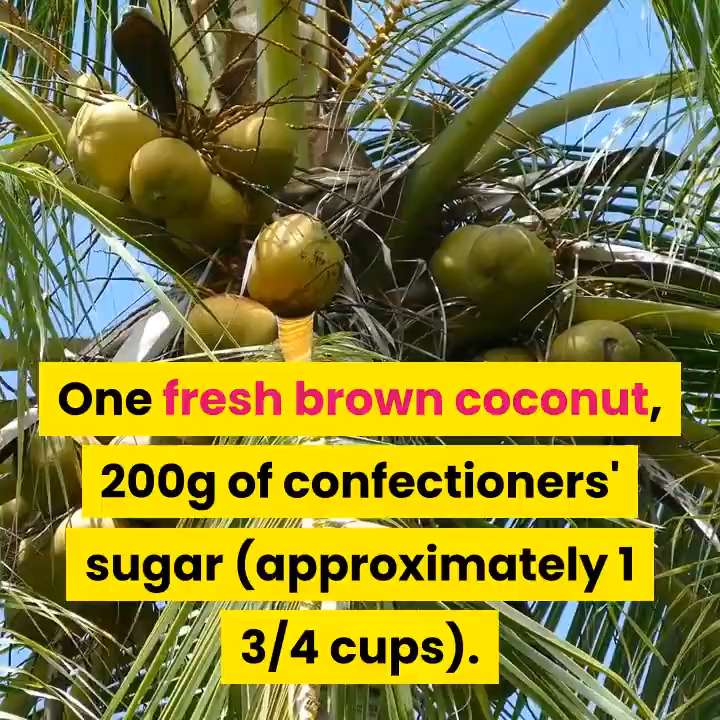 One fresh brown coconut,
200g of confectioners'
sugar (approximately 1
3/4 cups).